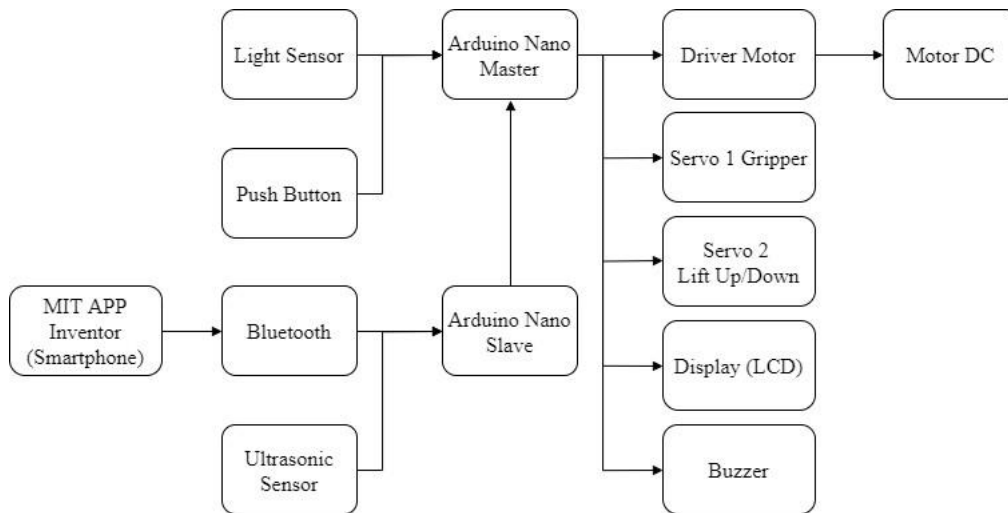 Light Sensor
Arduino Nano
Master
Driver Motor
Motor DC
Push Button
Servo 1 Gripper
Servo 2
Lift Up/Down
MIT APP
Inventor
(Smartphone)
Bluetooth
Arduino Nano
Slave
Display (LCD)
Ultrasonic
Sensor
Buzzer